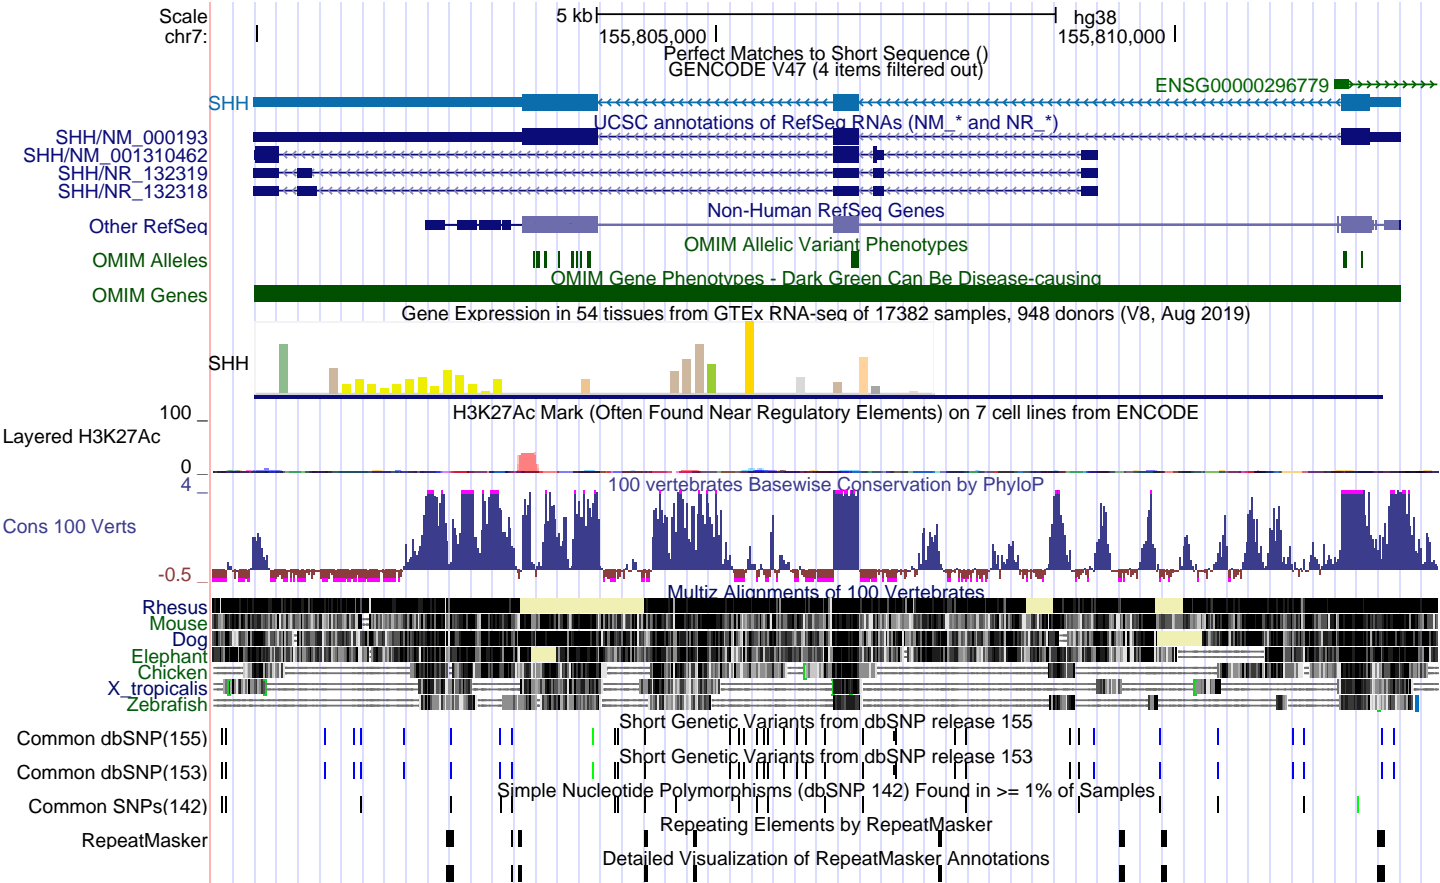 Scale 5 kb hg38
chr7: 155,805,000 155,810,000
Perfect Matches to Short Sequence ()
GENCODE V47 (4 items filtered out)
ENSG00000296779
SHH
UCSC annotations of RefSeq RNAs (NM_* and NR_*)
SHH/NM_000193
SHH/NM_001310462
SHH/NR_132319
SHH/NR_132318
Non-Human RefSeq Genes
Other RefSeq
OMIM Allelic Variant Phenotypes
OMIM Alleles
OMIM Gene Phenotypes - Dark Green Can Be Disease-causing
OMIM Genes
Gene Expression in 54 tissues from GTEx RNA-seq of 17382 samples, 948 donors (V8, Aug 2019)
SHH
H3K27Ac Mark (Often Found Near Regulatory Elements) on 7 cell lines from ENCODE
100 _
Layered H3K27Ac
0 _
100 vertebrates Basewise Conservation by PhyloP
4 _
Cons 100 Verts
-0.5 _
Multiz Alignments of 100 Vertebrates
Rhesus
Mouse
Dog
Elephant
Chicken
X_tropicalis
Zebrafish
Short Genetic Variants from dbSNP release 155
Common dbSNP(155)
Short Genetic Variants from dbSNP release 153
Common dbSNP(153)
Simple Nucleotide Polymorphisms (dbSNP 142) Found in >= 1% of Samples
Common SNPs(142)
Repeating Elements by RepeatMasker
RepeatMasker
Detailed Visualization of RepeatMasker Annotations